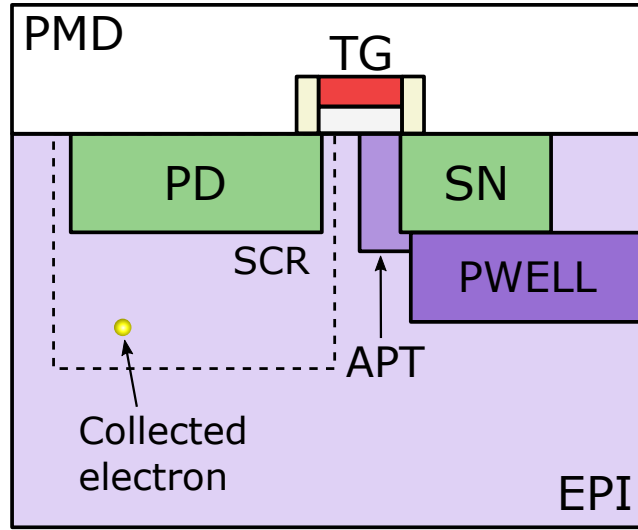 PMD
TG
PD
SN
SCR
PWELL
APT
Collected
electron
EPI